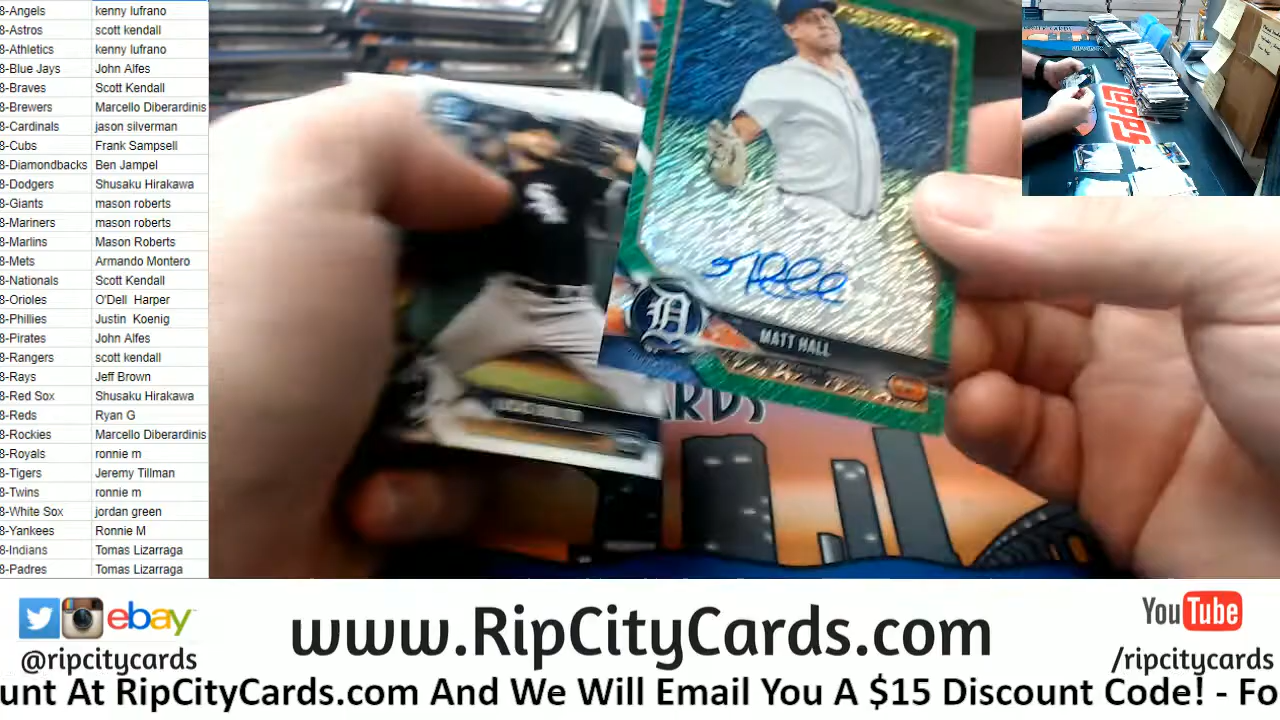 8-Angels kenny lufrano
8-Astros scott kendall
8-Athletics kenny lufrano
8-Blue Jays John Alfes
8-Braves Scott Kendall
8-Brewers Marcello Diberardinis
8-Cardinals jason silverman
8-Cubs Frank Sampsell
8-Diamondbacks Ben Jampel
8-Dodgers Shusaku Hirakawa
8-Giants mason roberts
8-Mariners mason roberts
8-Marlins Mason Roberts
8-Mets Armando Montero
8-Nationals Scott Kendall
8-Orioles O'Dell Harper
8-Phillies Justin Koenig
8-Pirates John Alfes
8-Rangers scott kendall
8-Rays Jeff Brown
8-Red Sox Shusaku Hirakawa
8-Reds Ryan G
8-Rockies Marcello Diberardinis
8-Royals ronnie m
8-Tigers Jeremy Tillman
8-Twins ronnie m
8-White Sox jordan green
8-Yankees Ronnie M
8-Indians Tomas Lizarraga
8-Padres Tomas Lizarraga
D
MATT HALL
TOPPS
ebay
@ripcitycards
www.RipCityCards.com
YouTube
/ripcitycards
unt At RipCityCards.com And We Will Email You A $15 Discount Code! - Fo